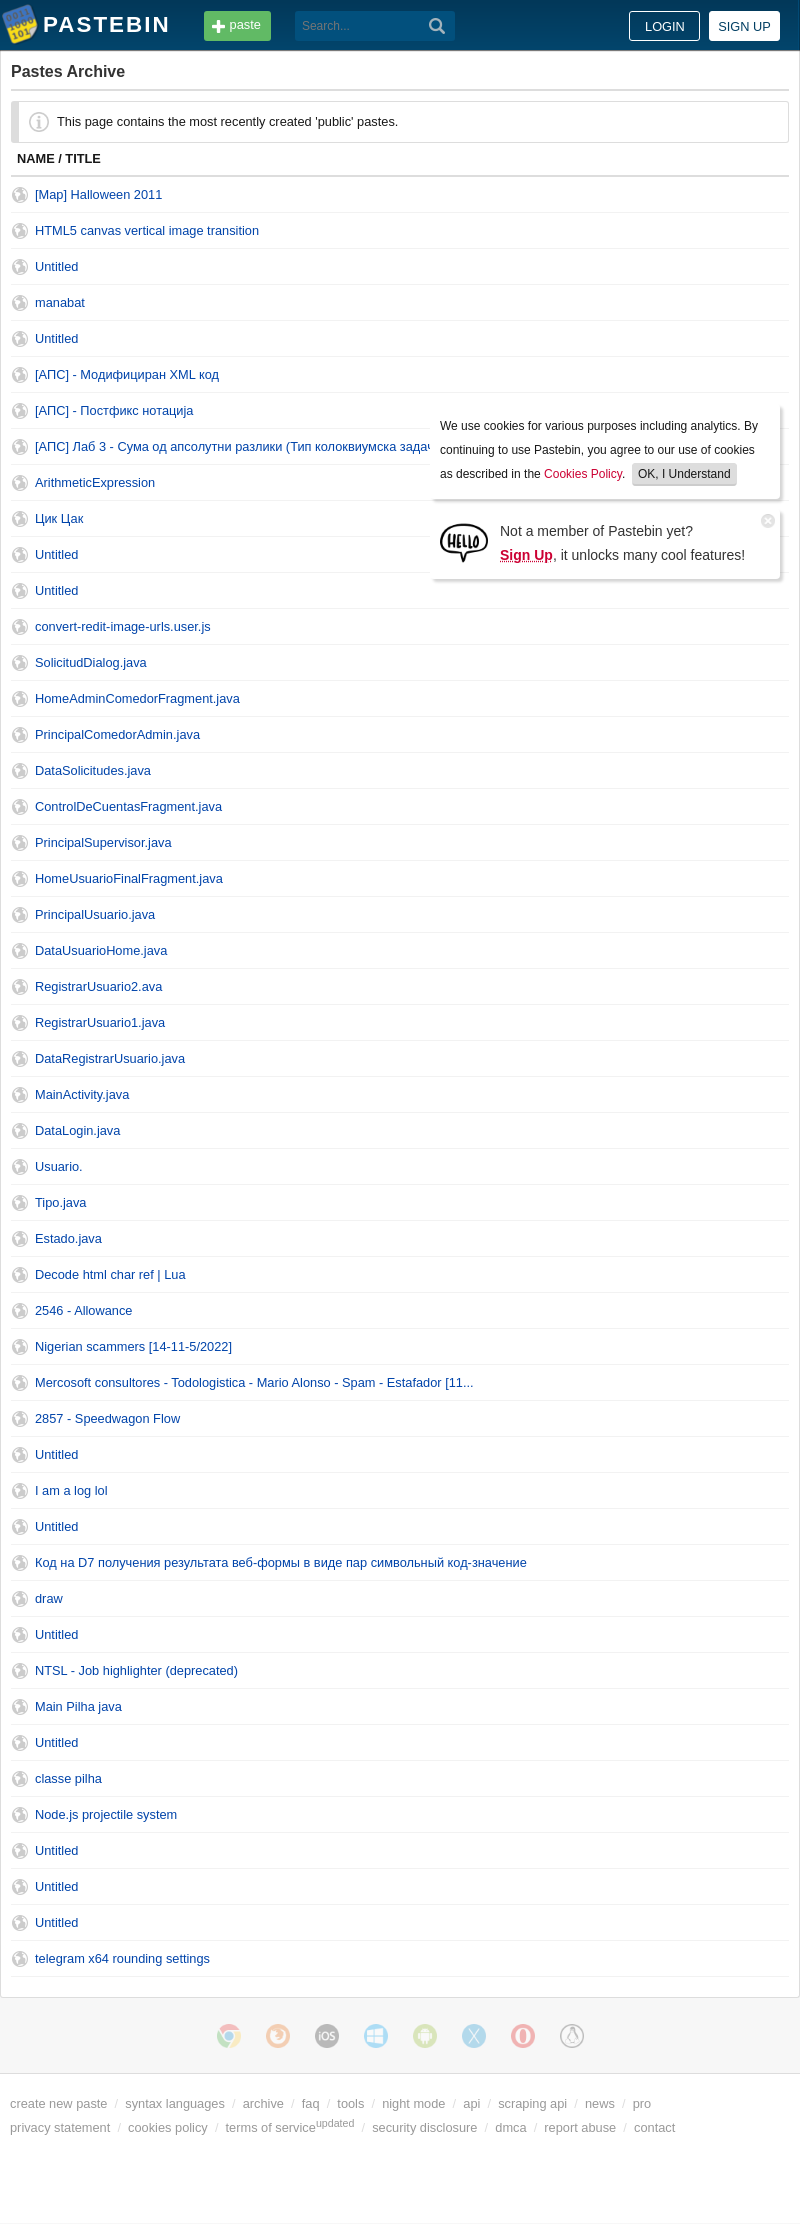 PASTEBIN
paste
Search...
LOGIN
SIGN UP
Pastes Archive
This page contains the most recently created 'public' pastes.
NAME / TITLE
[Map] Halloween 2011
HTML5 canvas vertical image transition
Untitled
manabat
Untitled
[АПС] - Модифициран XML код
[АПС] - Постфикс нотација
[АПС] Лаб 3 - Сума од апсолутни разлики (Тип колоквиумска задач
ArithmeticExpression
Цик Цак
Untitled
Untitled
We use cookies for various purposes including analytics. By
continuing to use Pastebin, you agree to our use of cookies
as described in the Cookies Policy. OK, I Understand
HELLO
Not a member of Pastebin yet?
Sign Up, it unlocks many cool features!
convert-redit-image-urls.user.js
SolicitudDialog.java
HomeAdminComedorFragment.java
PrincipalComedorAdmin.java
DataSolicitudes.java
ControlDeCuentasFragment.java
PrincipalSupervisor.java
HomeUsuarioFinalFragment.java
PrincipalUsuario.java
DataUsuarioHome.java
RegistrarUsuario2.ava
RegistrarUsuario1.java
DataRegistrarUsuario.java
MainActivity.java
DataLogin.java
Usuario.
Tipo.java
Estado.java
Decode html char ref | Lua
2546 - Allowance
Nigerian scammers [14-11-5/2022]
Mercosoft consultores - Todologistica - Mario Alonso - Spam - Estafador [11...
2857 - Speedwagon Flow
Untitled
I am a log lol
Untitled
Код на D7 получения результата веб-формы в виде пар символьный код-значение
draw
Untitled
NTSL - Job highlighter (deprecated)
Main Pilha java
Untitled
classe pilha
Node.js projectile system
Untitled
Untitled
Untitled
telegram x64 rounding settings
iOS
create new paste / syntax languages / archive / faq / tools / night mode / api / scraping api / news / pro
privacy statement / cookies policy / terms of service updated / security disclosure / dmca / report abuse / contact